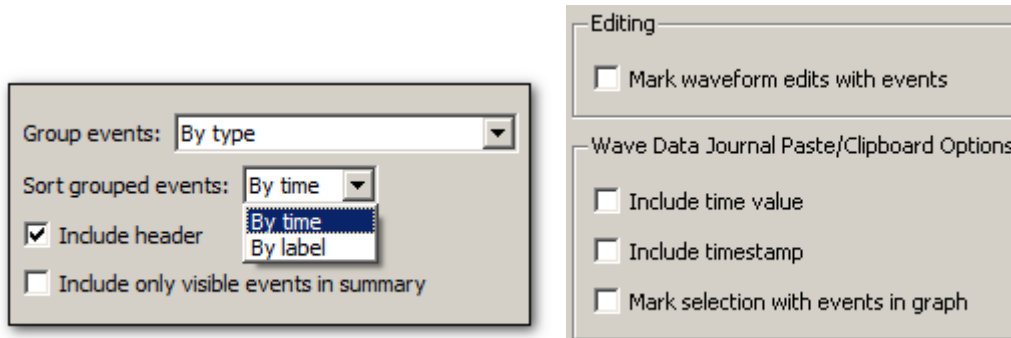 Group events: By type
Sort grouped events: By time
By time
By label
Include header
Include only visible events in summary
Editing
Mark waveform edits with events
Wave Data Journal Paste/Clipboard Options
Include time value
Include timestamp
Mark selection with events in graph